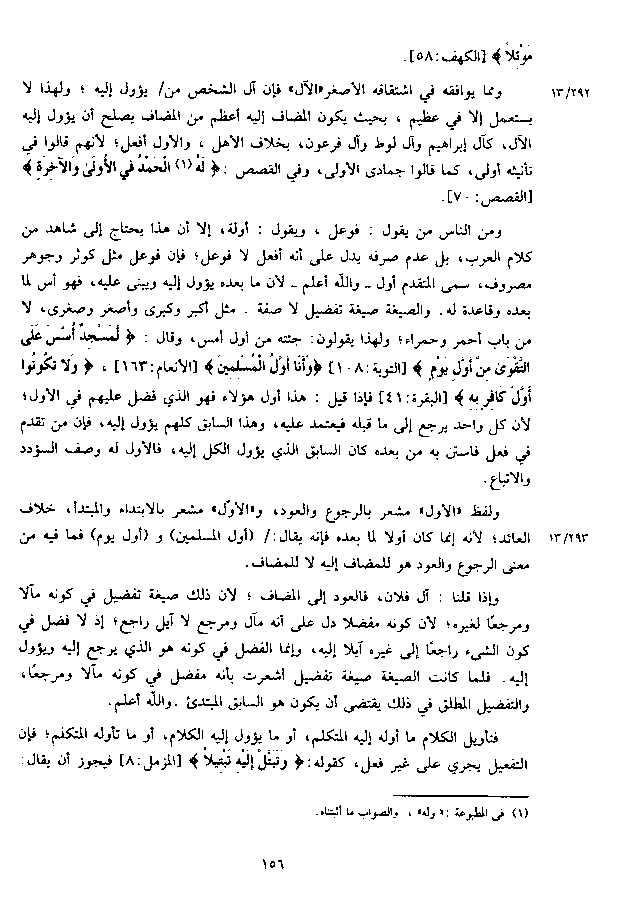 مَوْئِلاً ﴾ [الكهف:٥٨].
١٣/٢٩٢ ومما يوافقه في اشتقاقه الأصغر«الآل» فإن آل الشخص من/ يؤول إليه ؛ ولهذا لا
يستعمل إلا في عظيم ، بحيث يكون المضاف إليه أعظم من المضاف يصلح أن يؤول إليه
الآل، كآل إبراهيم وآل لوط وآل فرعون، بخلاف الأهل ، والأول أفعل؛ لأنهم قالوا في
تأنيثه أولى، كما قالوا جمادى الأولى، وفي القصص :﴿ لَهُ (١) الْحَمْدُ فِي الأُولَىٰ وَالآخِرَةِ ﴾
[القصص: ٧٠].
ومن الناس من يقول : فوعل ، ويقول : أولة، إلا أن هذا يحتاج إلى شاهد من
كلام العرب، بل عدم صرفه يدل على أنه أفعل لا فوعل؛ فإن فوعل مثل كوثر وجوهر
مصروف، سمى المتقدم أول ـ والله أعلم ـ لأن ما بعده يؤول إليه ويبنى عليه، فهو أس لما
بعده وقاعدة له. والصيغة صيغة تفضيل لا صفة . مثل أكبر وكبرى وأصغر وصغرى، لا
من باب أحمر وحمراء؛ ولهذا يقولون: جئته من أول أمس، وقال : ﴿ لَمَسْجِدٌ أُسِّسَ عَلَى
التَّقْوَىٰ مِنْ أَوَّلِ يَوْمٍ ﴾ [التوبة:١٠٨] ﴿وَأَنَا أَوَّلُ الْمُسْلِمِينَ﴾ [الأنعام:١٦٣] ، ﴿ وَلا تَكُونُوا
أَوَّلَ كَافِرٍ بِهِ ﴾ [البقرة:٤١] فإذا قيل : هذا أول هؤلاء فهو الذي فضل عليهم في الأول؛
لأن كل واحد يرجع إلى ما قبله فيعتمد عليه، وهذا السابق كلهم يؤول إليه، فإن من تقدم
في فعل فاستن به من بعده كان السابق الذي يؤول الكل إليه، فالأول له وصف السؤدد
والاتباع.
ولفظ «الأول» مشعر بالرجوع والعود، و«الأول» مشعر بالابتداء والمبتدأ، خلاف
١٣/٢٩٣ العائد؛ لأنه إنما كان أولا لما بعده فإنه يقال:/ (أول المسلمين) و (أول يوم) فما فيه من
معنى الرجوع والعود هو للمضاف إليه لا للمضاف.
وإذا قلنا : آل فلان، فالعود إلى المضاف ؛ لأن ذلك صيغة تفضيل في كونه مآلا
ومرجعًا لغيره؛ لأن كونه مفضلا دل على أنه مآل ومرجع لا آيل راجع؛ إذ لا فضل في
كون الشيء راجعًا إلى غيره آيلا إليه، وإنما الفضل في كونه هو الذي يرجع إليه ويؤول
إليه. فلما كانت الصيغة صيغة تفضيل أشعرت بأنه مفضل في كونه مآلا ومرجعًا،
والتفضيل المطلق في ذلك يقتضى أن يكون هو السابق المبتدئ .والله أعلم.
فتأويل الكلام ما أوله إليه المتكلم، أو ما يؤول إليه الكلام، أو ما تأوله المتكلم؛ فإن
التفعيل يجري على غير فعل، كقوله:﴿ وَتَبَتَّلْ إِلَيْهِ تَبْتِيلاً ﴾ [المزمل:٨] فيجوز أن يقال:
(١) في المطبوعة :«وله» ، والصواب ما أثبتناه.
١٥٦